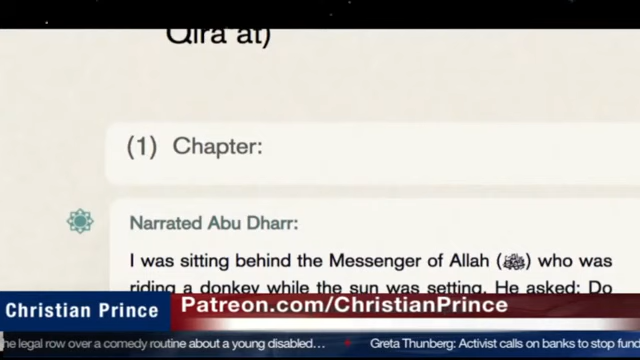 Qira'at)
(1) Chapter:
Narrated Abu Dharr:
I was sitting behind the Messenger of Allah (ﷺ) who was
riding a donkey while the sun was setting. He asked: Do
Christian Prince
Patreon.com/ChristianPrince
he legal row over a comedy routine about a young disabled… Greta Thunberg: Activist calls on banks to stop func